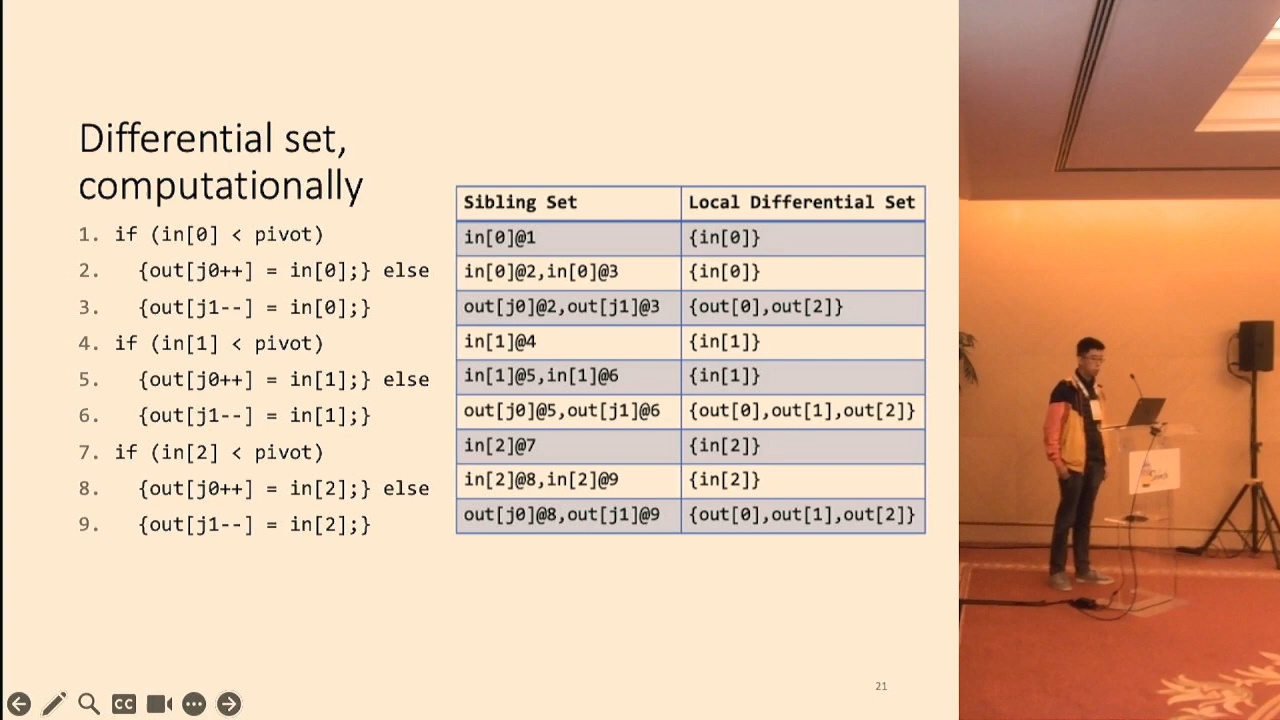 Differential set,
computationally
1. if (in[0] < pivot)
2. {out[j0++] = in[0];} else
3. {out[j1--] = in[0];}
4. if (in[1] < pivot)
5. {out[j0++] = in[1];} else
6. {out[j1--] = in[1];}
7. if (in[2] < pivot)
8. {out[j0++] = in[2];} else
9. {out[j1--] = in[2];}
Sibling Set Local Differential Set
in[0]@1 {in[0]}
in[0]@2,in[0]@3 {in[0]}
out[j0]@2,out[j1]@3 {out[0],out[2]}
in[1]@4 {in[1]}
in[1]@5,in[1]@6 {in[1]}
out[j0]@5,out[j1]@6 {out[0],out[1],out[2]}
in[2]@7 {in[2]}
in[2]@8,in[2]@9 {in[2]}
out[j0]@8,out[j1]@9 {out[0],out[1],out[2]}
21
CC